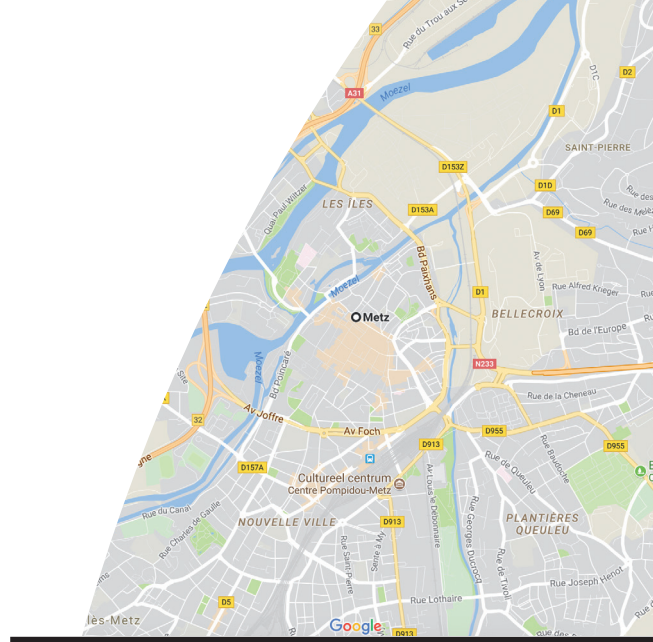 33
Rue du Trou aux
A31
Moezel
D1C
D2
D1
SAINT-PIERRE
D153Z
D1D
Quai Paul Wiltzer
LES ÎLES
D153A
D69
Rue des
Rue des
D69
Bd Paixhans
Av de Lyon
Moezel
D1
Rue Alfred Krieger
Metz
BELLECROIX
Bd de l'Europe
Moezel
Bd Poincaré
N233
Site
Rue de la Cheneau
32
Av Joffre
Av Foch
D913
D955
D955
D157A
Rue Baudoche
Rue de Queuleu
Cultureel centrum
Centre Pompidou-Metz
Av Louis le Débonnaire
Rue du Canal
Rue Charles de Gaulle
NOUVELLE VILLE
D913
Rue Georges Ducrocq
PLANTIÈRES
QUEULEU
Rue Saint-Pierre
Sente à My
Rue de Tivoli
Rue Joseph Henot
D5
Rue Lothaire
lès-Metz
Google
D913